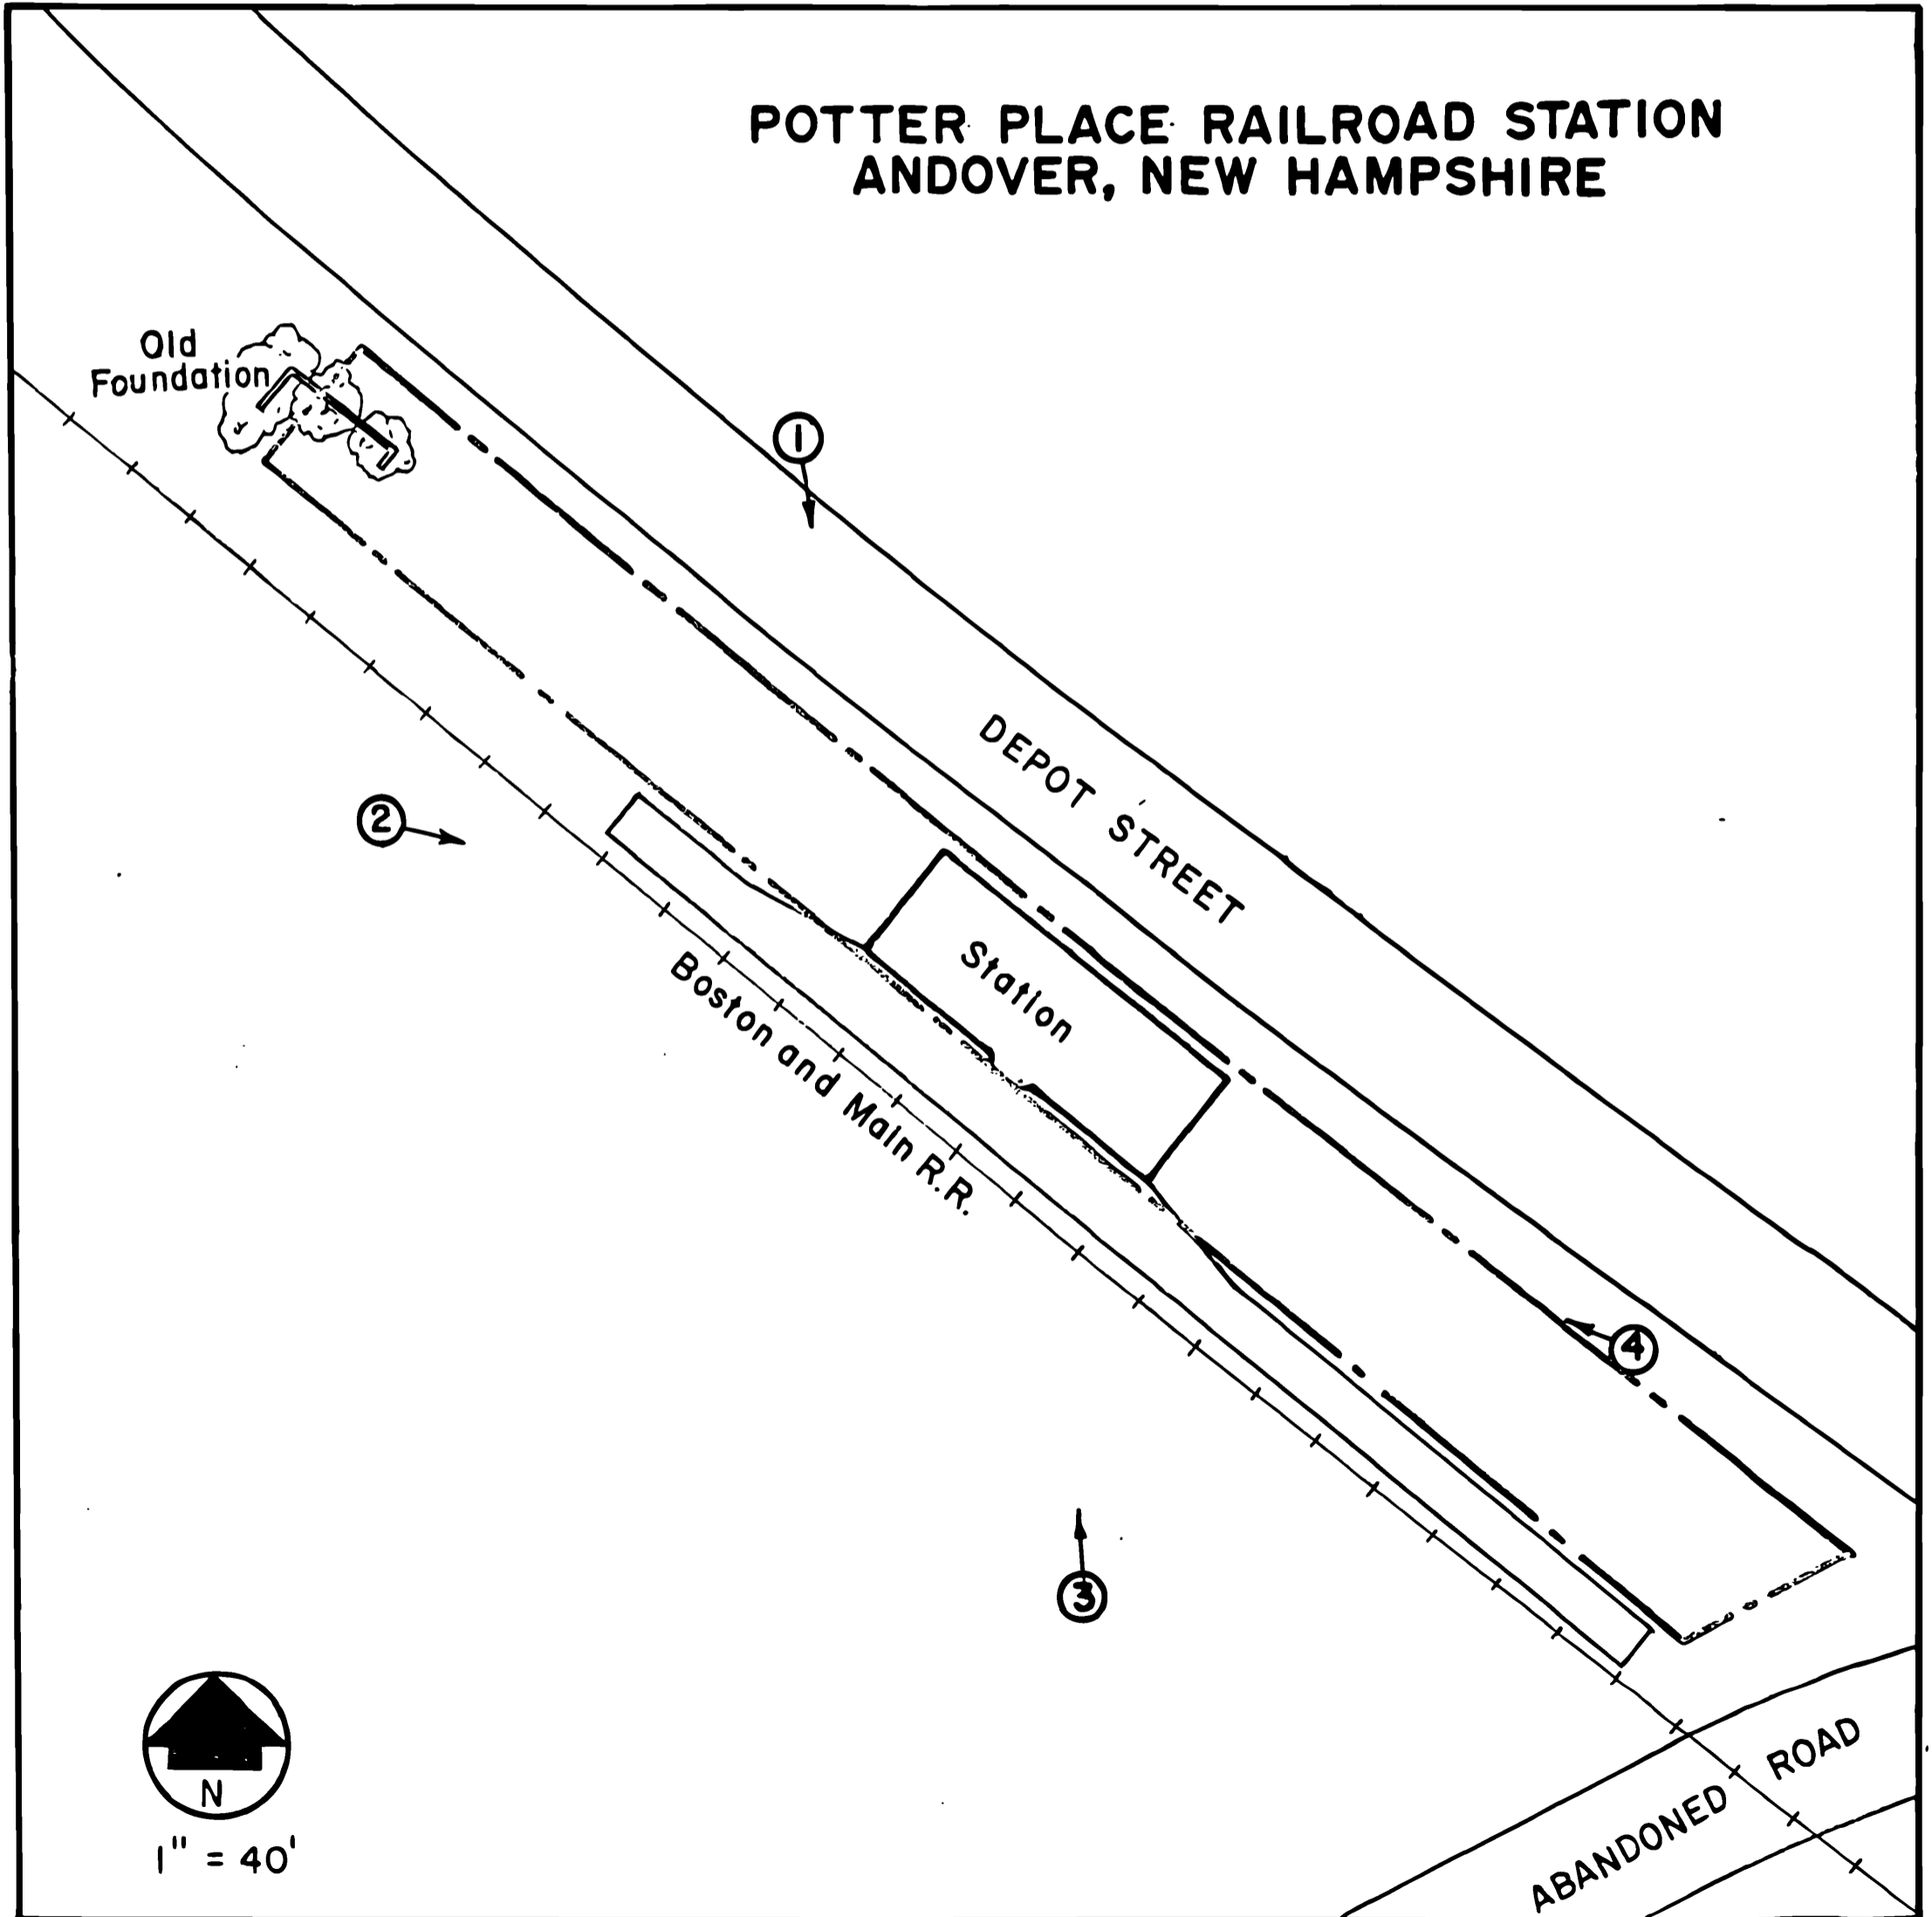 POTTER PLACE RAILROAD STATION
ANDOVER, NEW HAMPSHIRE
Old
Foundation
1
2
DEPOT STREET
Station
Boston and Main R.R.
4
3
N
1" = 40'
ABANDONED ROAD